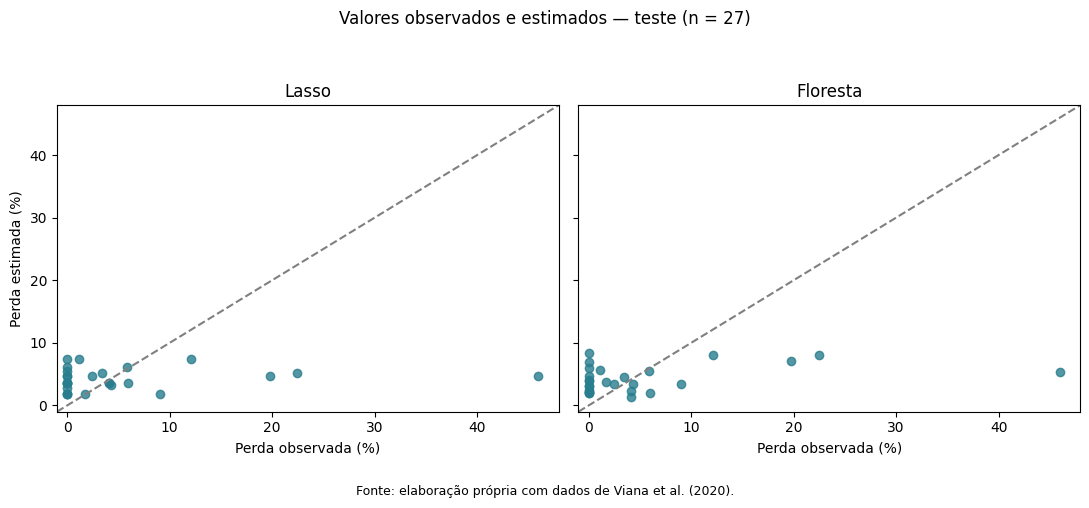 Valores observados e estimados — teste (n = 27)
Lasso
Floresta
Perda estimada (%)
40
30
20
10
0
0 10 20 40
0 10 20 30 40
Perda observada (%)
Perda observada (%)
Fonte: elaboração própria com dados de Viana et al. (2020).